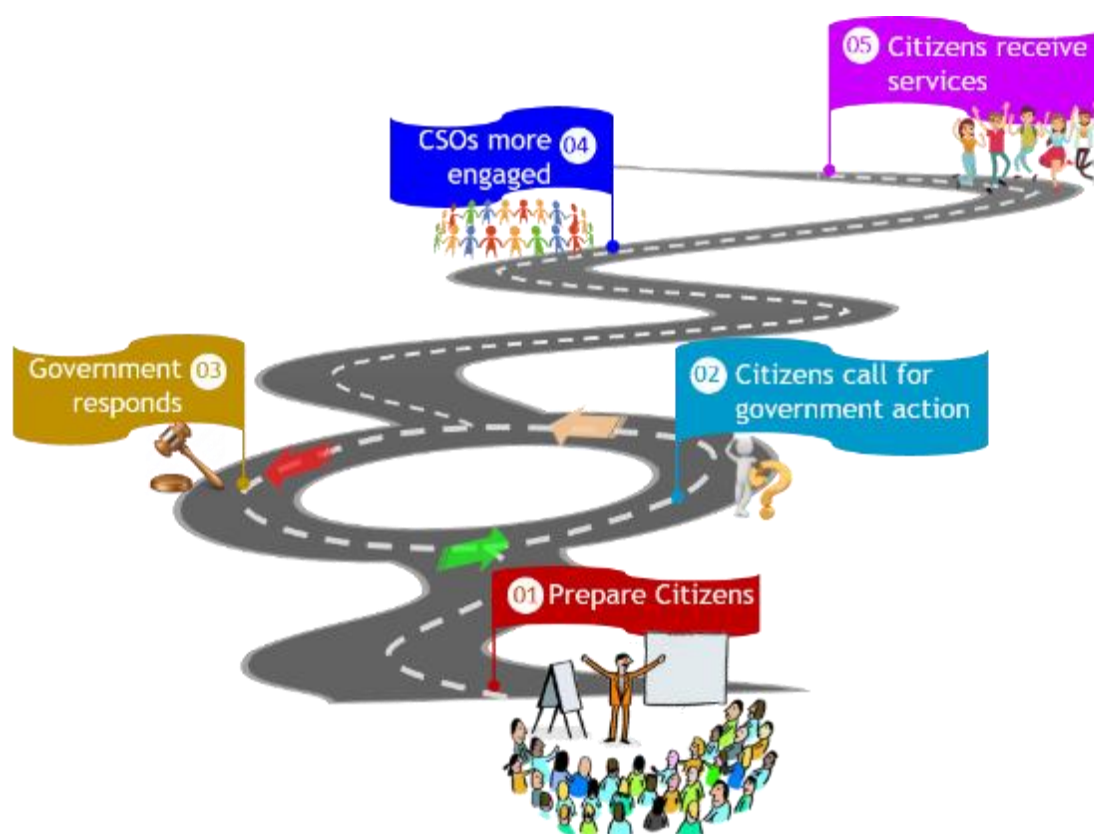 05 Citizens receive
services
CSOs more 04
engaged
Government 03
responds
02 Citizens call for
government action
01 Prepare Citizens